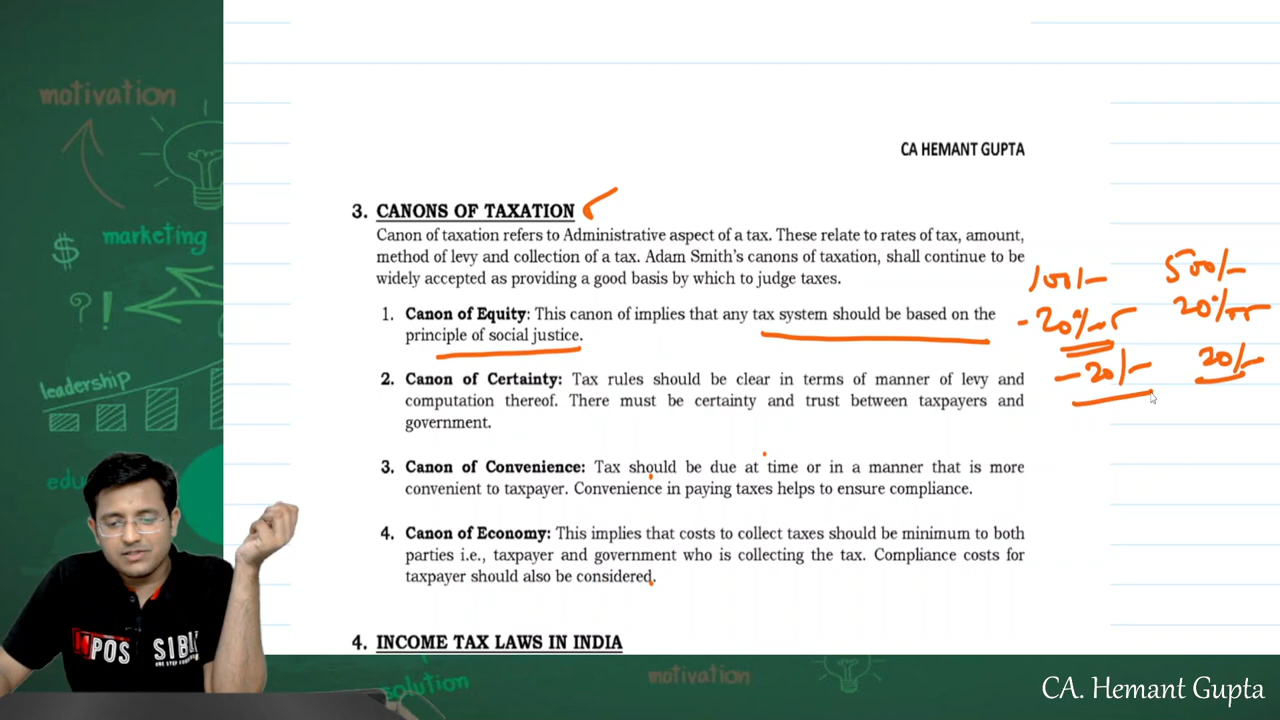 motivation
$ marketing
?!
leadership
edu
CA HEMANT GUPTA
3. CANONS OF TAXATION
Canon of taxation refers to Administrative aspect of a tax. These relate to rates of tax, amount,
method of levy and collection of a tax. Adam Smith's canons of taxation, shall continue to be
widely accepted as providing a good basis by which to judge taxes.
1. Canon of Equity: This canon of implies that any tax system should be based on the
principle of social justice.
2. Canon of Certainty: Tax rules should be clear in terms of manner of levy and
computation thereof. There must be certainty and trust between taxpayers and
government.
3. Canon of Convenience: Tax should be due at time or in a manner that is more
convenient to taxpayer. Convenience in paying taxes helps to ensure compliance.
4. Canon of Economy: This implies that costs to collect taxes should be minimum to both
parties i.e., taxpayer and government who is collecting the tax. Compliance costs for
taxpayer should also be considered.
4. INCOME TAX LAWS IN INDIA
100/- 500/-
-20% 20%
-20/- 20/-
MPOS SIBL
solution
motivation
CA. Hemant Gupta